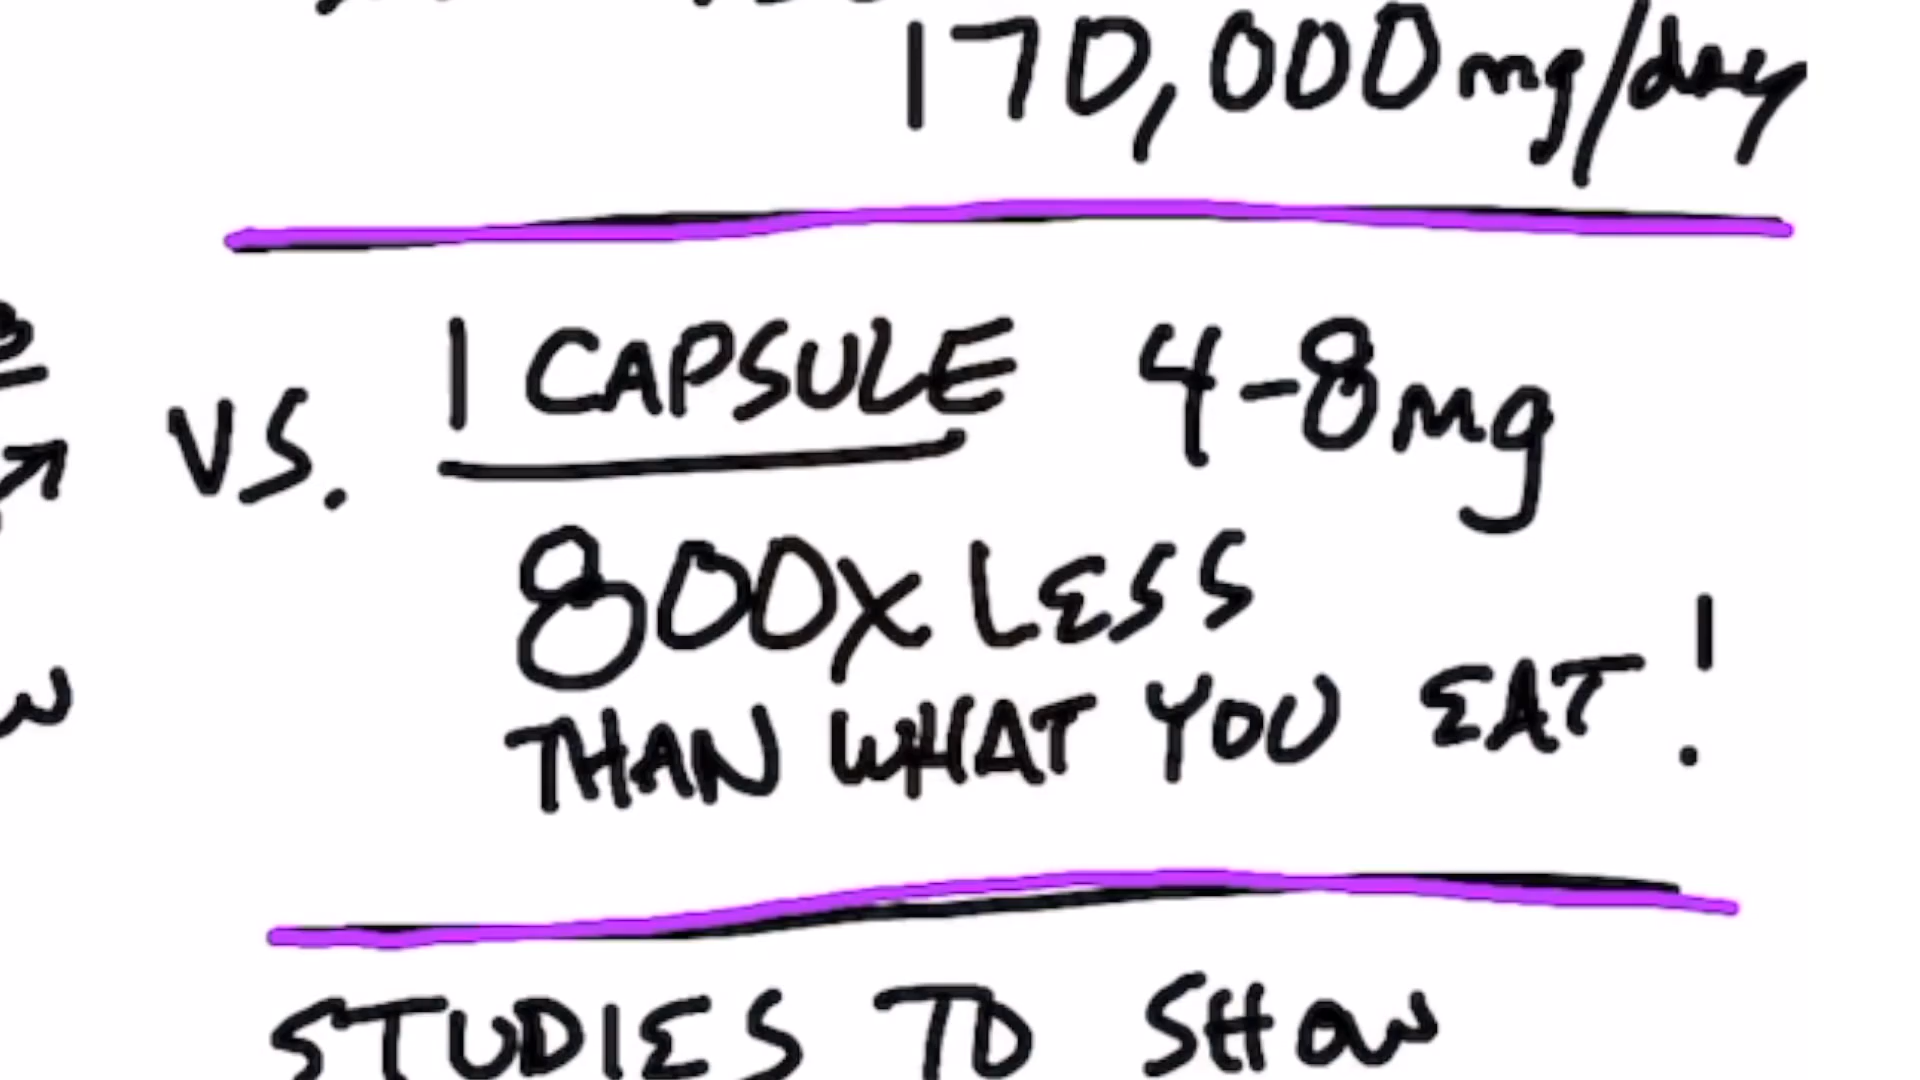 170,000mg/day
VS. 1 CAPSULE 4-8mg
800X LESS
THAN WHAT YOU EAT!
STUDIES TO SHOW